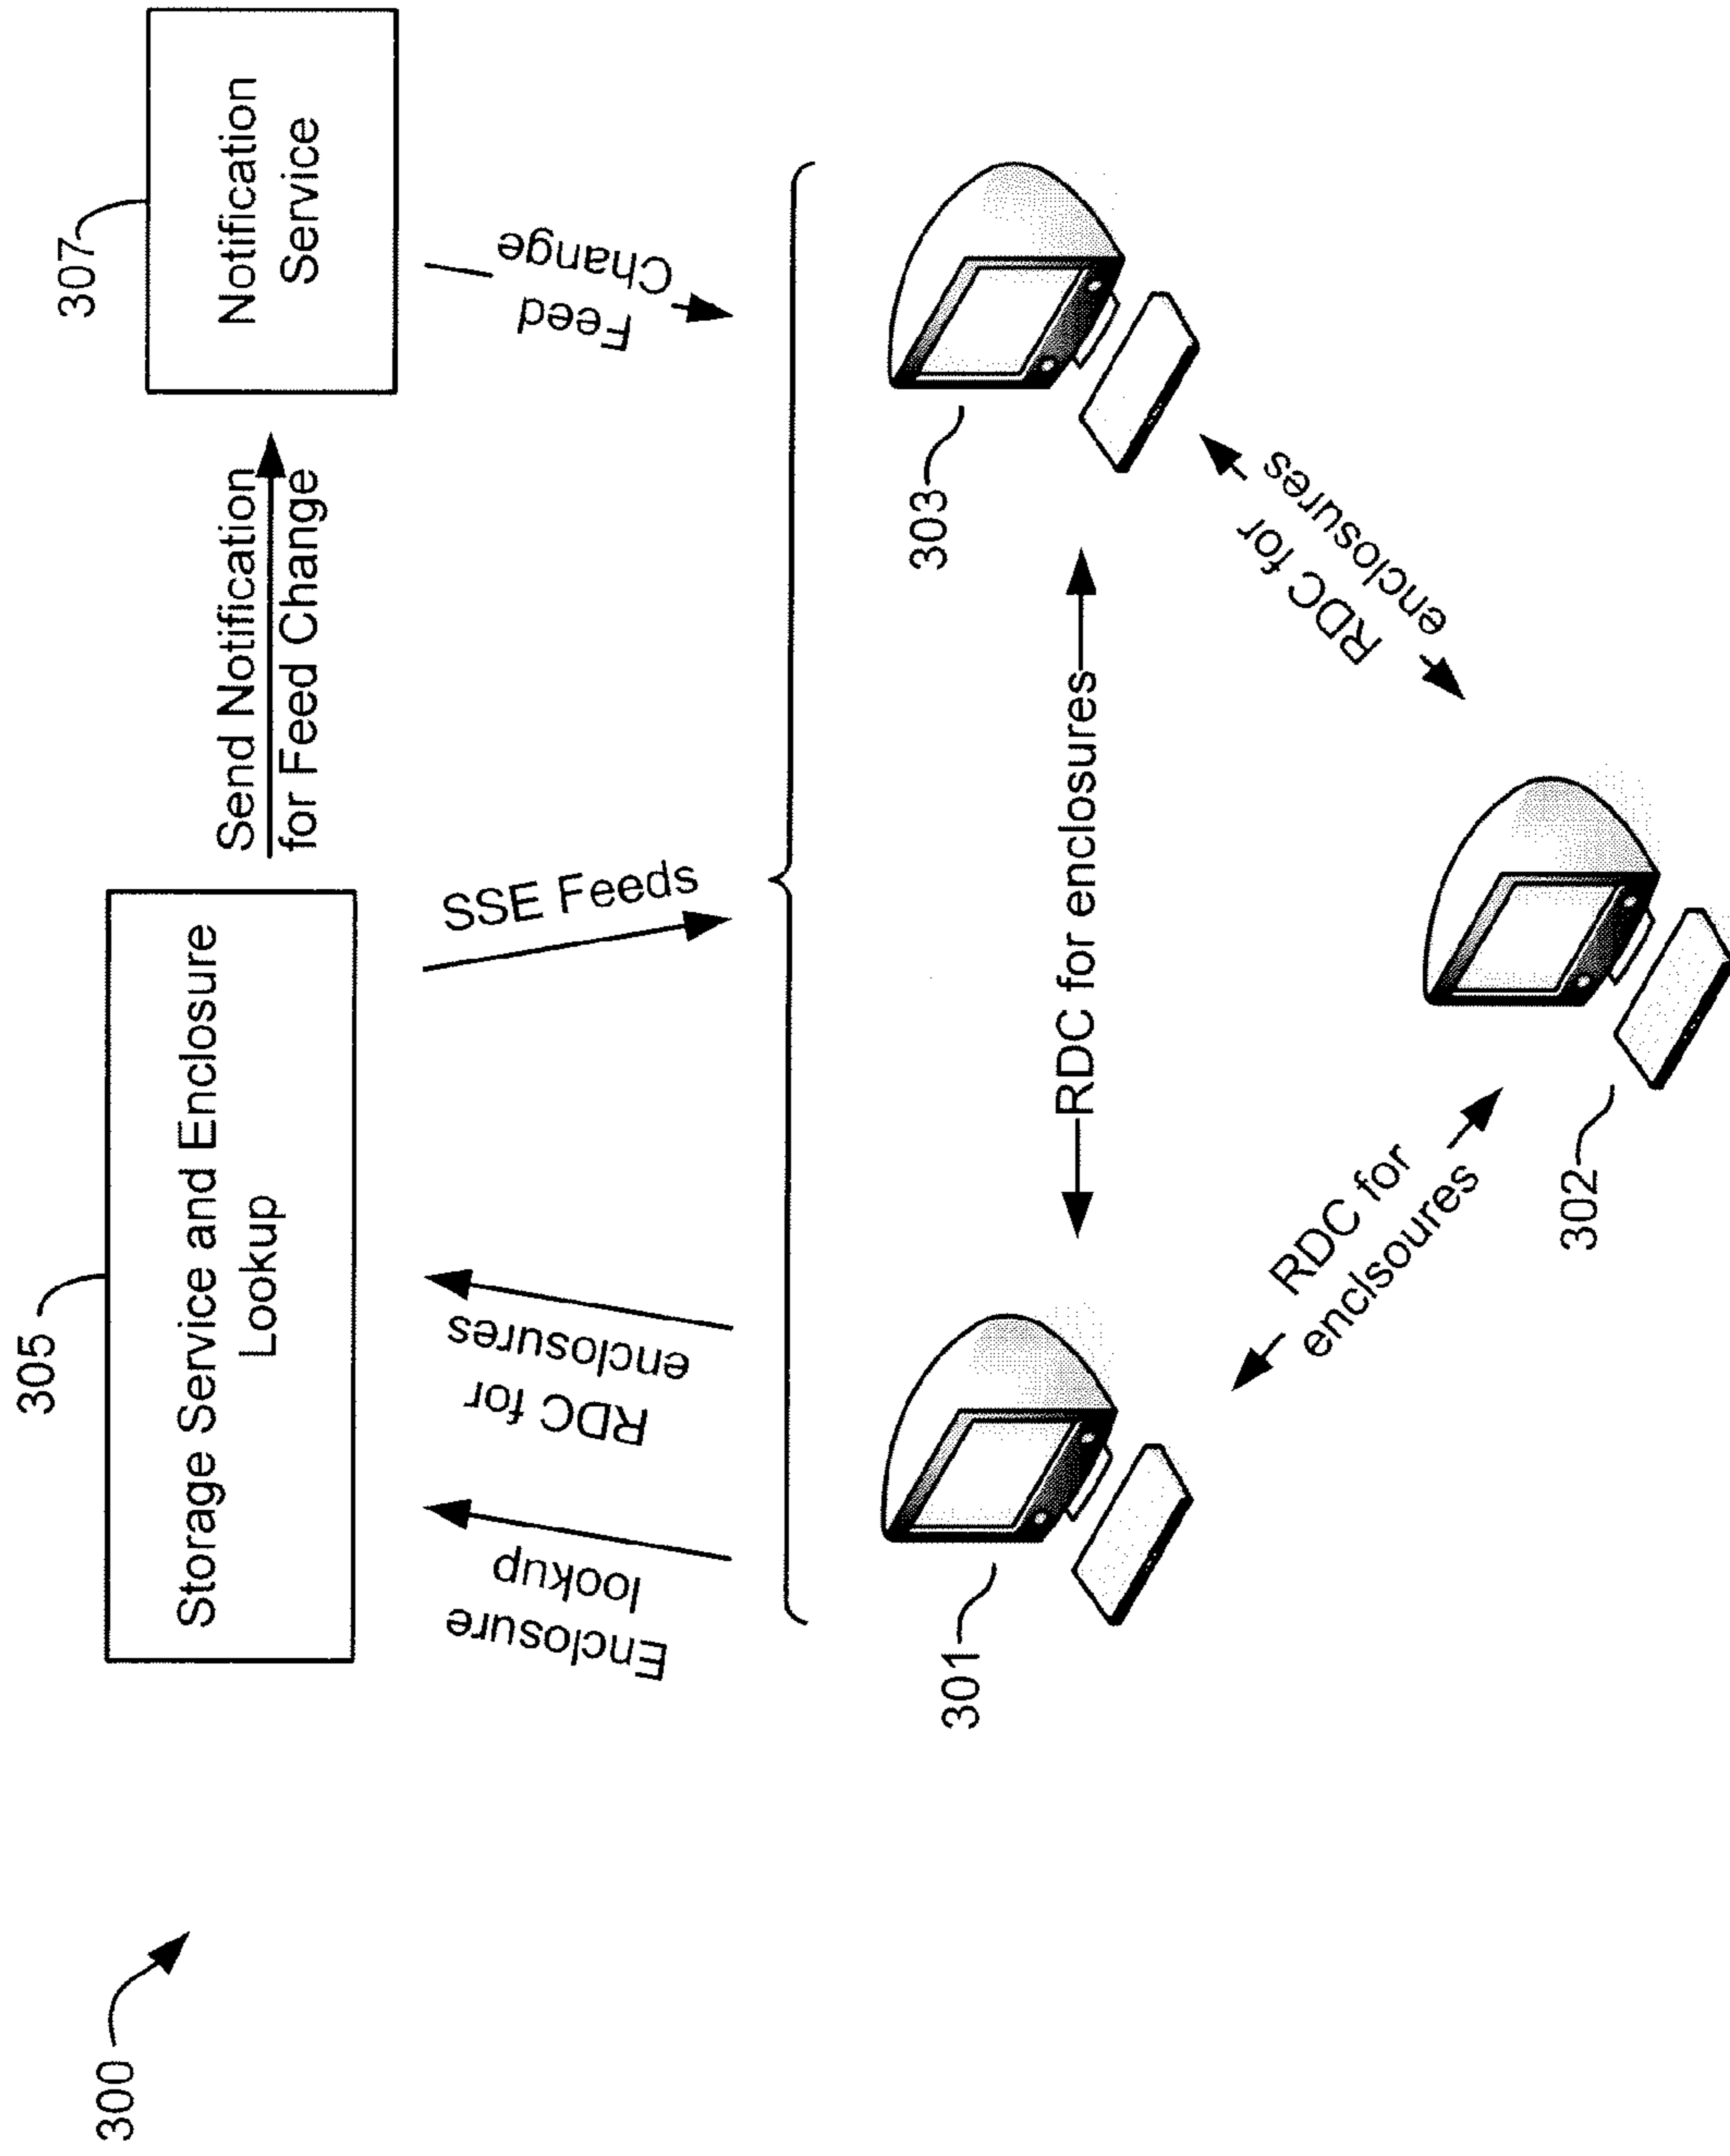 300
305
Storage Service and Enclosure
Lookup
307
Notification
Service
Send Notification
for Feed Change
Enclosure
lookup
RDC for
enclosures
SSE Feeds
Feed
Change
301
303
RDC for enclosures
RDC for
enclsoures
RDC for
enclosures
302